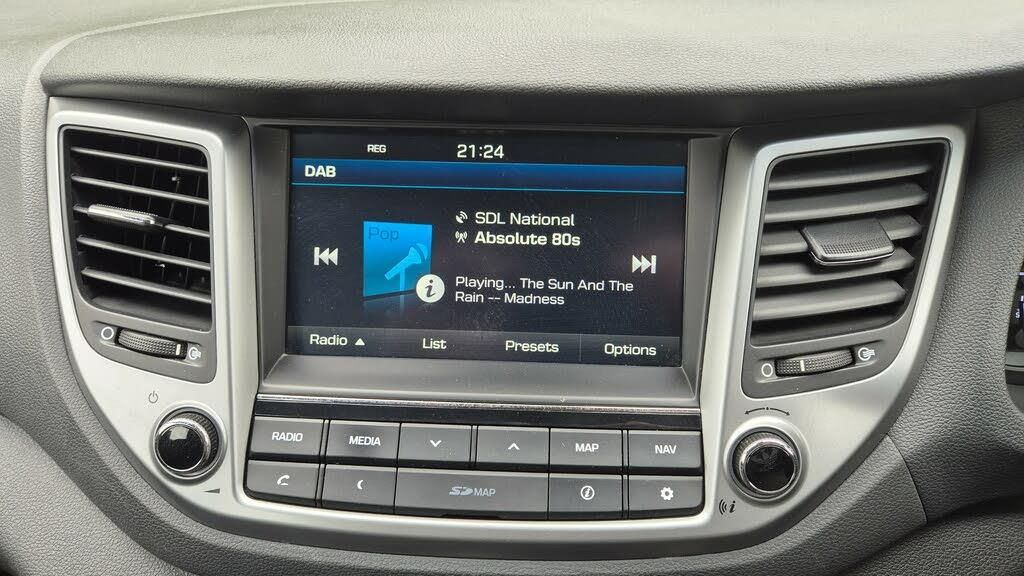 REG
21:24
DAB
SDL National
Absolute 80s
Pop
Playing... The Sun And The
Rain -- Madness
Radio
List
Presets
Options
RADIO
MEDIA
MAP
NAV
SD MAP